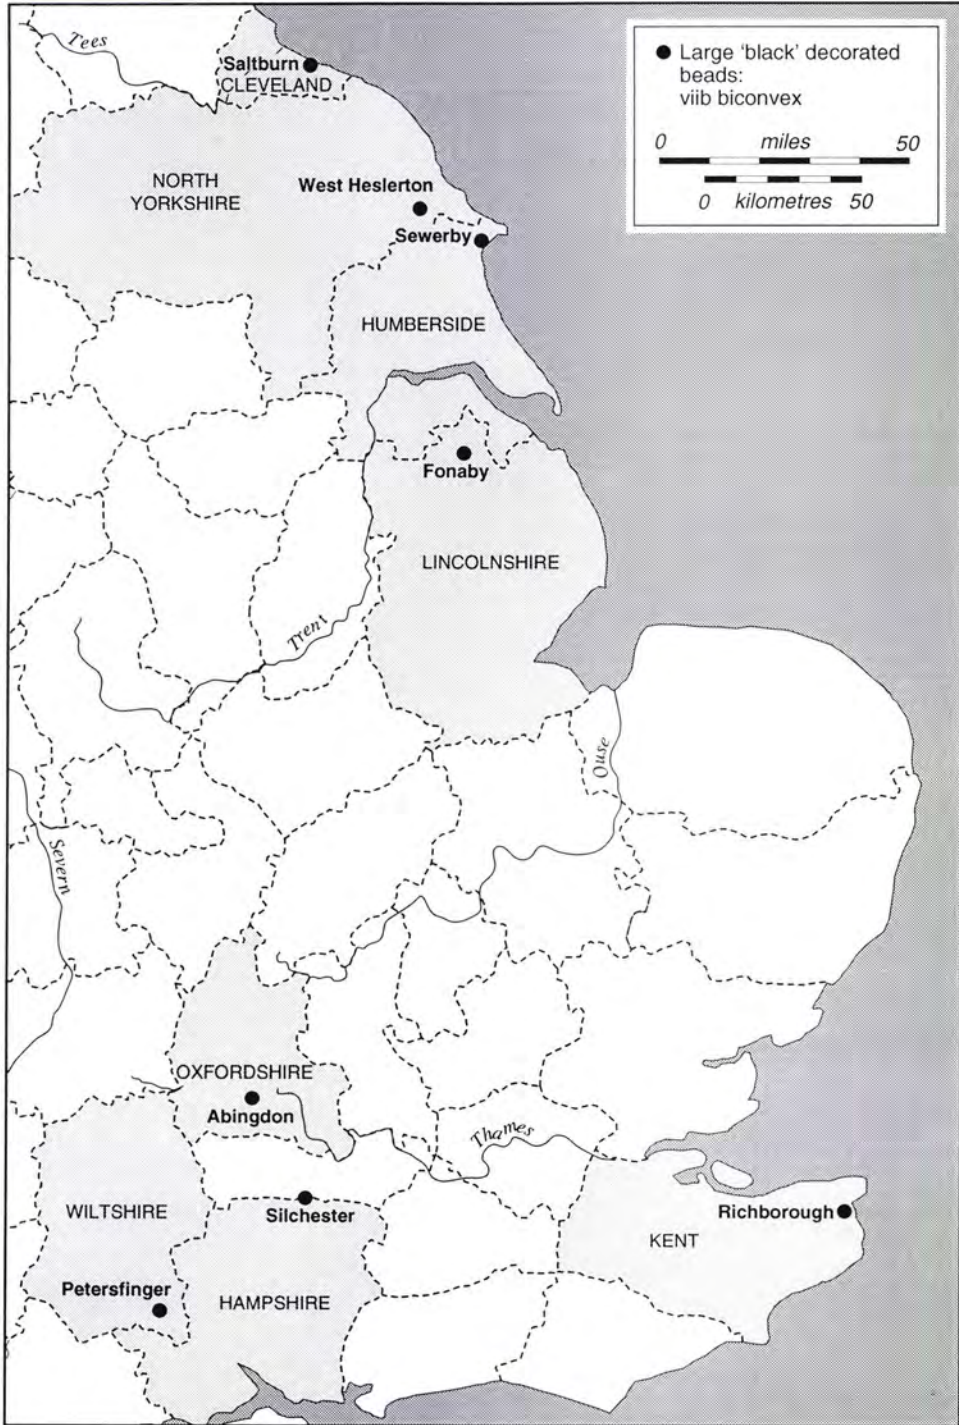 Large 'black' decorated
beads:
viib biconvex
0 miles 50
0 kilometres 50
Tees
Saltburn
CLEVELAND
NORTH
YORKSHIRE
West Heslerton
Sewerby
HUMBERSIDE
Fonaby
LINCOLNSHIRE
Trent
Ouse
Severn
OXFORDSHIRE
Abingdon
Thames
WILTSHIRE
Silchester
Richborough
KENT
Petersfinger
HAMPSHIRE